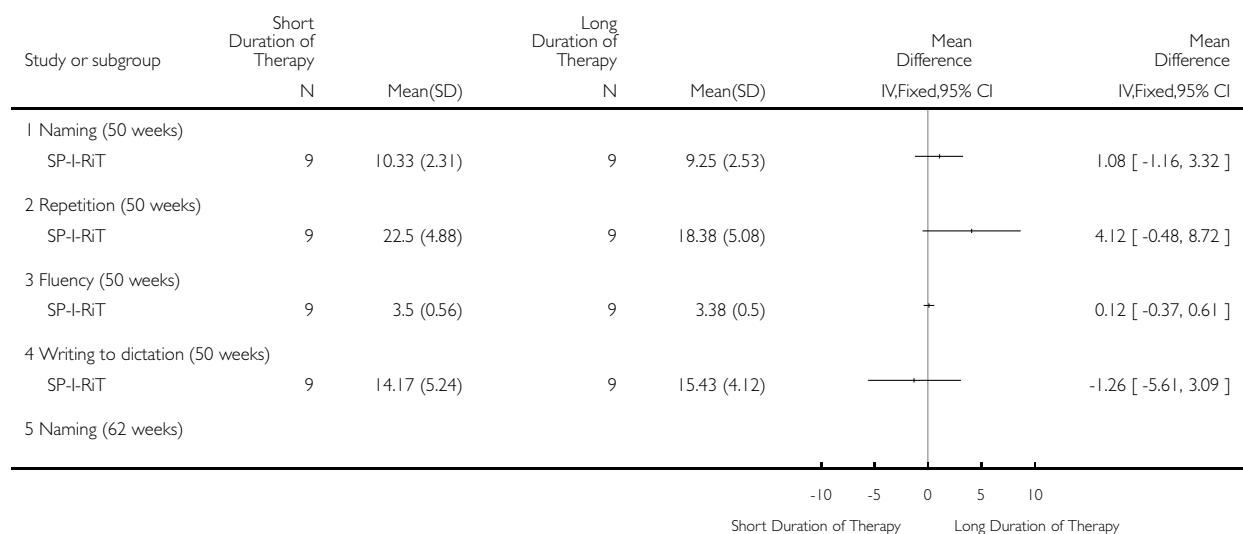 Study or subgroup
Short
Duration of
Therapy
Long
Duration of
Therapy
Mean
Difference
Mean
Difference
N Mean(SD) N Mean(SD) IV,Fixed,95% CI IV,Fixed,95% CI
1 Naming (50 weeks)
SP-I-RiT 9 10.33 (2.31) 9 9.25 (2.53) 1.08 [ -1.16, 3.32 ]
2 Repetition (50 weeks)
SP-I-RiT 9 22.5 (4.88) 9 18.38 (5.08) 4.12 [ -0.48, 8.72 ]
3 Fluency (50 weeks)
SP-I-RiT 9 3.5 (0.56) 9 3.38 (0.5) 0.12 [ -0.37, 0.61 ]
4 Writing to dictation (50 weeks)
SP-I-RiT 9 14.17 (5.24) 9 15.43 (4.12) -1.26 [ -5.61, 3.09 ]
5 Naming (62 weeks)
-10 -5 0 5 10
Short Duration of Therapy Long Duration of Therapy